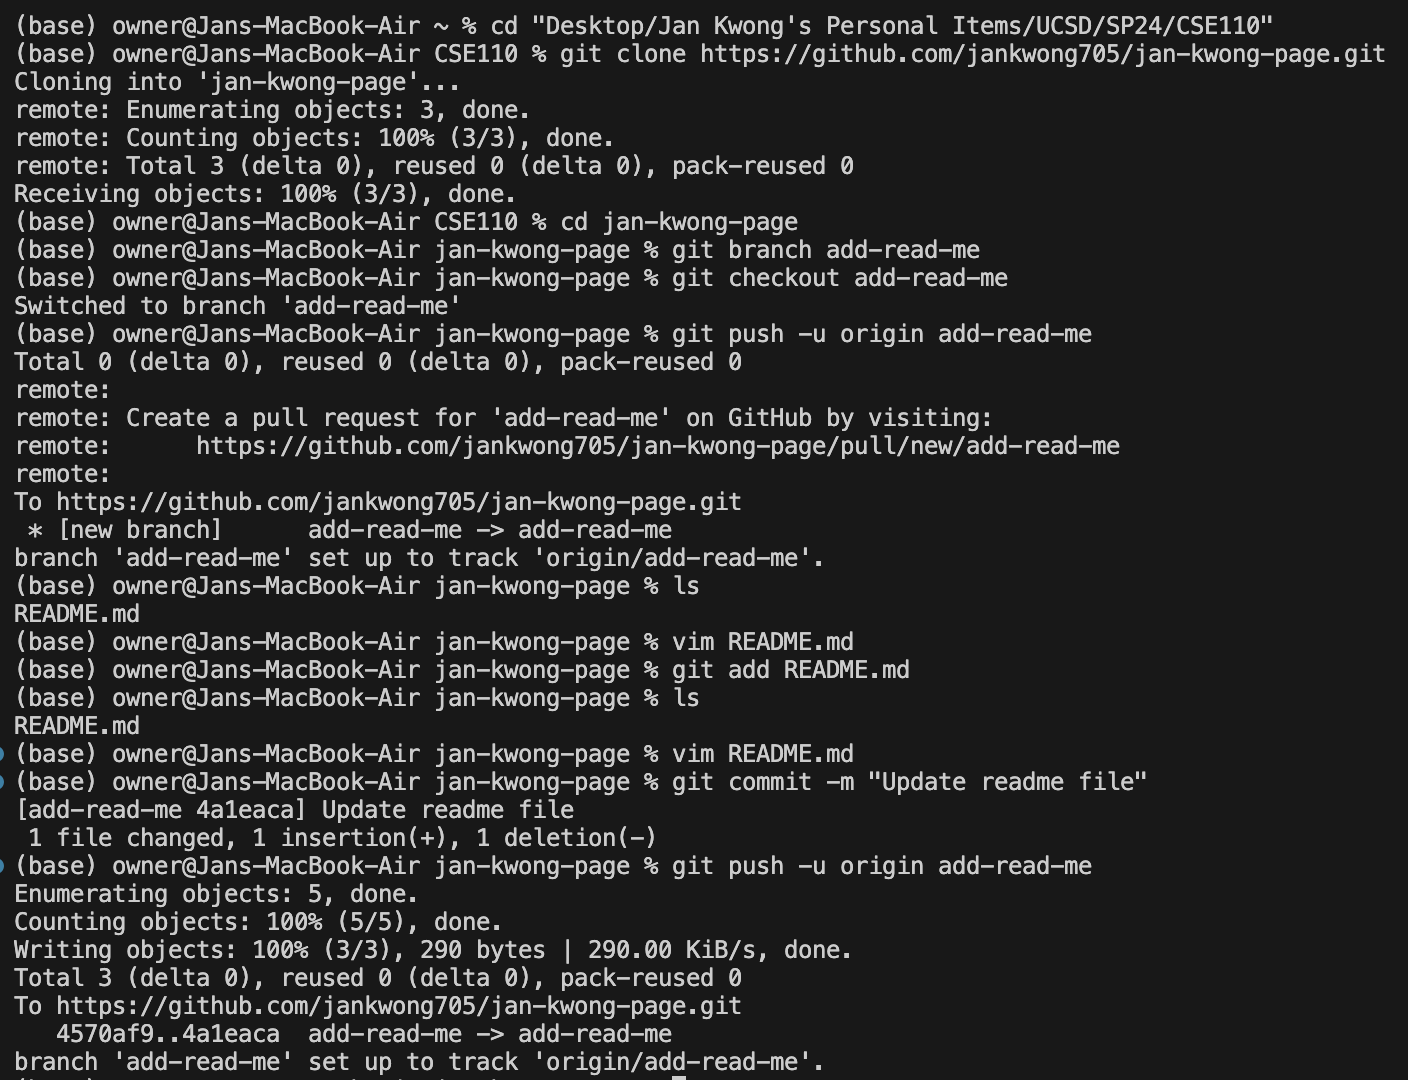 (base) owner@Jans-MacBook-Air ~ % cd "Desktop/Jan Kwong's Personal Items/UCSD/SP24/CSE110"
(base) owner@Jans-MacBook-Air CSE110 % git clone https://github.com/jankwong705/jan-kwong-page.git
Cloning into 'jan-kwong-page'...
remote: Enumerating objects: 3, done.
remote: Counting objects: 100% (3/3), done.
remote: Total 3 (delta 0), reused 0 (delta 0), pack-reused 0
Receiving objects: 100% (3/3), done.
(base) owner@Jans-MacBook-Air CSE110 % cd jan-kwong-page
(base) owner@Jans-MacBook-Air jan-kwong-page % git branch add-read-me
(base) owner@Jans-MacBook-Air jan-kwong-page % git checkout add-read-me
Switched to branch 'add-read-me'
(base) owner@Jans-MacBook-Air jan-kwong-page % git push -u origin add-read-me
Total 0 (delta 0), reused 0 (delta 0), pack-reused 0
remote:
remote: Create a pull request for 'add-read-me' on GitHub by visiting:
remote:      https://github.com/jankwong705/jan-kwong-page/pull/new/add-read-me
remote:
To https://github.com/jankwong705/jan-kwong-page.git
 * [new branch]      add-read-me -> add-read-me
branch 'add-read-me' set up to track 'origin/add-read-me'.
(base) owner@Jans-MacBook-Air jan-kwong-page % ls
README.md
(base) owner@Jans-MacBook-Air jan-kwong-page % vim README.md
(base) owner@Jans-MacBook-Air jan-kwong-page % git add README.md
(base) owner@Jans-MacBook-Air jan-kwong-page % ls
README.md
(base) owner@Jans-MacBook-Air jan-kwong-page % vim README.md
(base) owner@Jans-MacBook-Air jan-kwong-page % git commit -m "Update readme file"
[add-read-me 4a1eaca] Update readme file
 1 file changed, 1 insertion(+), 1 deletion(-)
(base) owner@Jans-MacBook-Air jan-kwong-page % git push -u origin add-read-me
Enumerating objects: 5, done.
Counting objects: 100% (5/5), done.
Writing objects: 100% (3/3), 290 bytes | 290.00 KiB/s, done.
Total 3 (delta 0), reused 0 (delta 0), pack-reused 0
To https://github.com/jankwong705/jan-kwong-page.git
   4570af9..4a1eaca  add-read-me -> add-read-me
branch 'add-read-me' set up to track 'origin/add-read-me'.